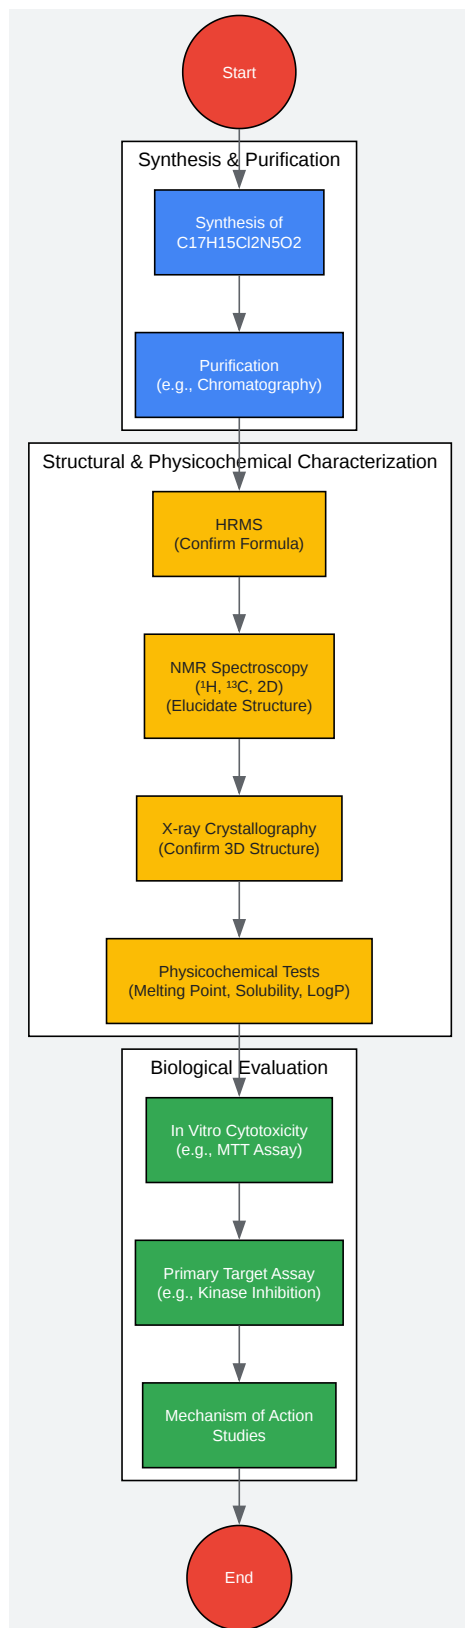 Start
Synthesis & Purification
Synthesis of
C17H15Cl2N5O2
Purification
(e.g., Chromatography)
Structural & Physicochemical Characterization
HRMS
(Confirm Formula)
NMR Spectroscopy
(¹H, ¹³C, 2D)
(Elucidate Structure)
X-ray Crystallography
(Confirm 3D Structure)
Physicochemical Tests
(Melting Point, Solubility, LogP)
Biological Evaluation
In Vitro Cytotoxicity
(e.g., MTT Assay)
Primary Target Assay
(e.g., Kinase Inhibition)
Mechanism of Action
Studies
End